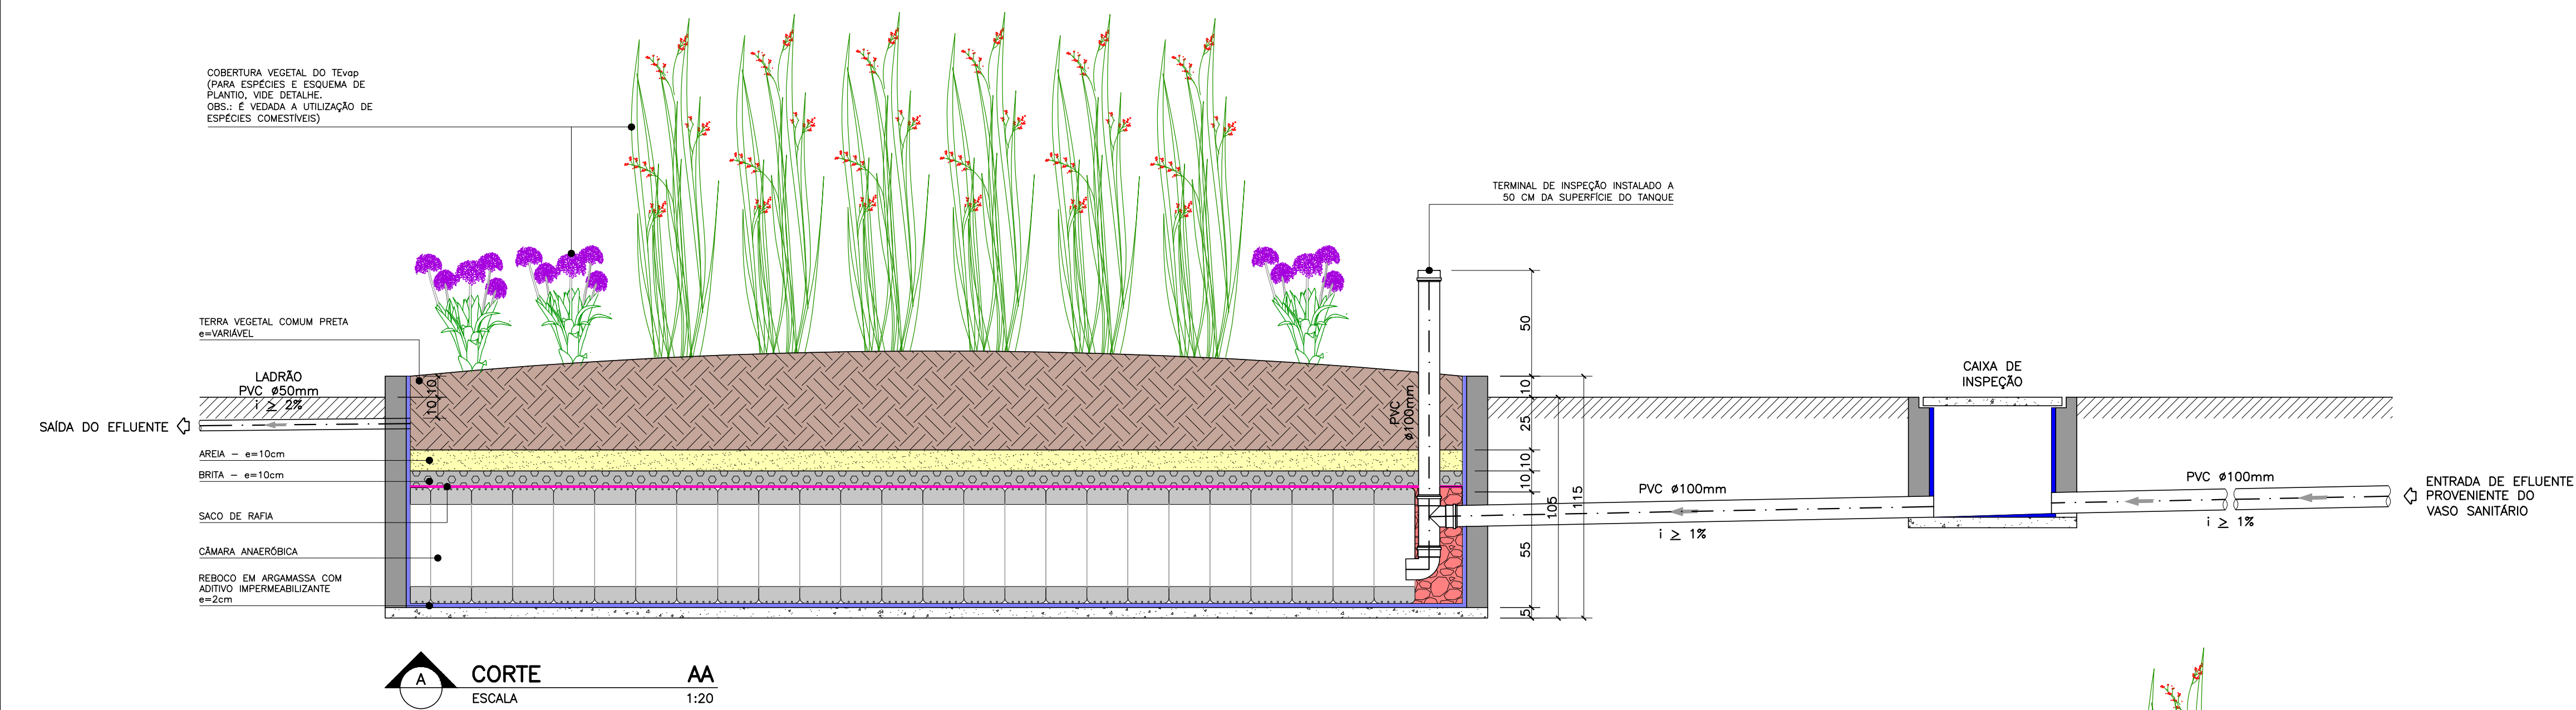 COBERTURA VEGETAL DO TEvap
(PARA ESPÉCIES E ESQUEMA DE
PLANTIO, VIDE DETALHE.
OBS.: É VEDADA A UTILIZAÇÃO DE
ESPÉCIES COMESTÍVEIS)
TERMINAL DE INSPEÇÃO INSTALADO A
50 CM DA SUPERFÍCIE DO TANQUE
TERRA VEGETAL COMUM PRETA
e=VARIÁVEL
LADRÃO
PVC ø50mm
i ≥ 2%
SAÍDA DO EFLUENTE
AREIA - e=10cm
BRITA - e=10cm
SACO DE RAFIA
CÂMARA ANAERÓBICA
REBOCO EM ARGAMASSA COM
ADITIVO IMPERMEABILIZANTE
e=2cm
10
10
PVC
ø100mm
50
10
25
10
10
55
5
105
115
PVC ø100mm
i ≥ 1%
CAIXA DE
INSPEÇÃO
PVC ø100mm
i ≥ 1%
ENTRADA DE EFLUENTE
PROVENIENTE DO
VASO SANITÁRIO
A
CORTE AA
ESCALA 1:20